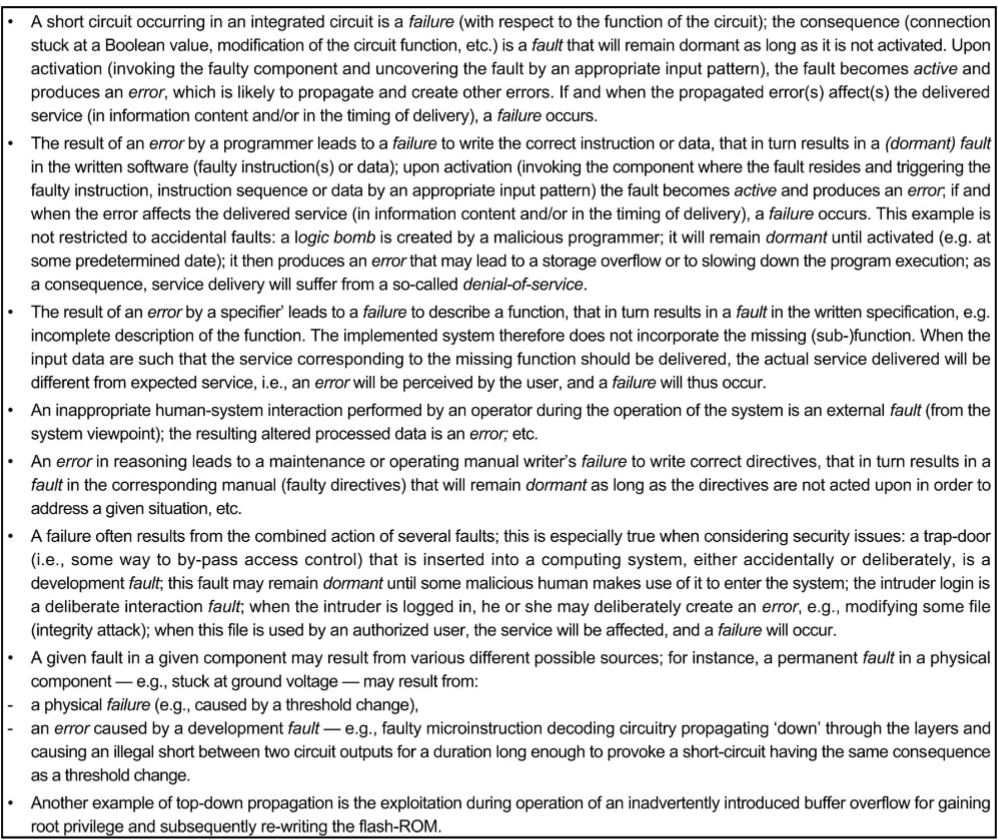 • A short circuit occurring in an integrated circuit is a failure (with respect to the function of the circuit); the consequence (connection
stuck at a Boolean value, modification of the circuit function, etc.) is a fault that will remain dormant as long as it is not activated. Upon
activation (invoking the faulty component and uncovering the fault by an appropriate input pattern), the fault becomes active and
produces an error, which is likely to propagate and create other errors. If and when the propagated error(s) affect(s) the delivered
service (in information content and/or in the timing of delivery), a failure occurs.
• The result of an error by a programmer leads to a failure to write the correct instruction or data, that in turn results in a (dormant) fault
in the written software (faulty instruction(s) or data); upon activation (invoking the component where the fault resides and triggering the
faulty instruction, instruction sequence or data by an appropriate input pattern) the fault becomes active and produces an error; if and
when the error affects the delivered service (in information content and/or in the timing of delivery), a failure occurs. This example is
not restricted to accidental faults: a logic bomb is created by a malicious programmer; it will remain dormant until activated (e.g. at
some predetermined date); it then produces an error that may lead to a storage overflow or to slowing down the program execution; as
a consequence, service delivery will suffer from a so-called denial-of-service.
• The result of an error by a specifier’ leads to a failure to describe a function, that in turn results in a fault in the written specification, e.g.
incomplete description of the function. The implemented system therefore does not incorporate the missing (sub-)function. When the
input data are such that the service corresponding to the missing function should be delivered, the actual service delivered will be
different from expected service, i.e., an error will be perceived by the user, and a failure will thus occur.
• An inappropriate human-system interaction performed by an operator during the operation of the system is an external fault (from the
system viewpoint); the resulting altered processed data is an error; etc.
• An error in reasoning leads to a maintenance or operating manual writer's failure to write correct directives, that in turn results in a
fault in the corresponding manual (faulty directives) that will remain dormant as long as the directives are not acted upon in order to
address a given situation, etc.
• A failure often results from the combined action of several faults; this is especially true when considering security issues: a trap-door
(i.e., some way to by-pass access control) that is inserted into a computing system, either accidentally or deliberately, is a
development fault; this fault may remain dormant until some malicious human makes use of it to enter the system; the intruder login is
a deliberate interaction fault; when the intruder is logged in, he or she may deliberately create an error, e.g., modifying some file
(integrity attack); when this file is used by an authorized user, the service will be affected, and a failure will occur.
• A given fault in a given component may result from various different possible sources; for instance, a permanent fault in a physical
component — e.g., stuck at ground voltage — may result from:
- a physical failure (e.g., caused by a threshold change),
- an error caused by a development fault — e.g., faulty microinstruction decoding circuitry propagating ‘down’ through the layers and
causing an illegal short between two circuit outputs for a duration long enough to provoke a short-circuit having the same consequence
as a threshold change.
• Another example of top-down propagation is the exploitation during operation of an inadvertently introduced buffer overflow for gaining
root privilege and subsequently re-writing the flash-ROM.